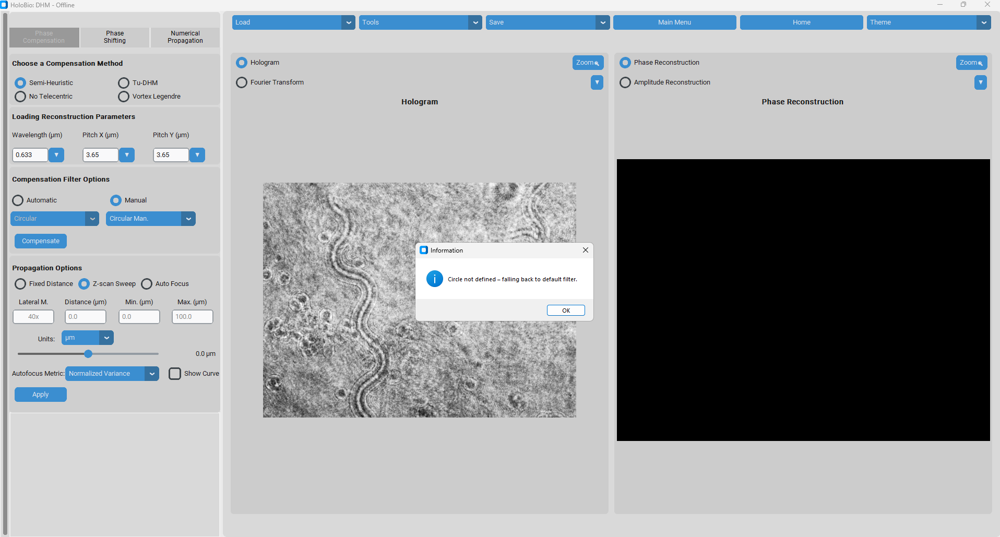 HoloBio: DHM - Offline
Load
Tools
Save
Main Menu
Home
Theme
Phase
Compensation
Phase
Shifting
Numerical
Propagation
Choose a Compensation Method
Semi-Heuristic
Tu-DHM
No Telecentric
Vortex Legendre
Loading Reconstruction Parameters
Wavelength (µm)
Pitch X (µm)
Pitch Y (µm)
0.633
3.65
3.65
Compensation Filter Options
Automatic
Manual
Circular
Circular Man.
Compensate
Propagation Options
Fixed Distance
Z-scan Sweep
Auto Focus
Lateral M.
Distance (µm)
Min. (µm)
Max. (µm)
40x
0.0
0.0
100.0
Units:
µm
0.0 µm
Autofocus Metric:
Normalized Variance
Show Curve
Apply
Hologram
Zoom
Fourier Transform
Hologram
Phase Reconstruction
Zoom
Amplitude Reconstruction
Phase Reconstruction
Information
Circle not defined – falling back to default filter.
OK